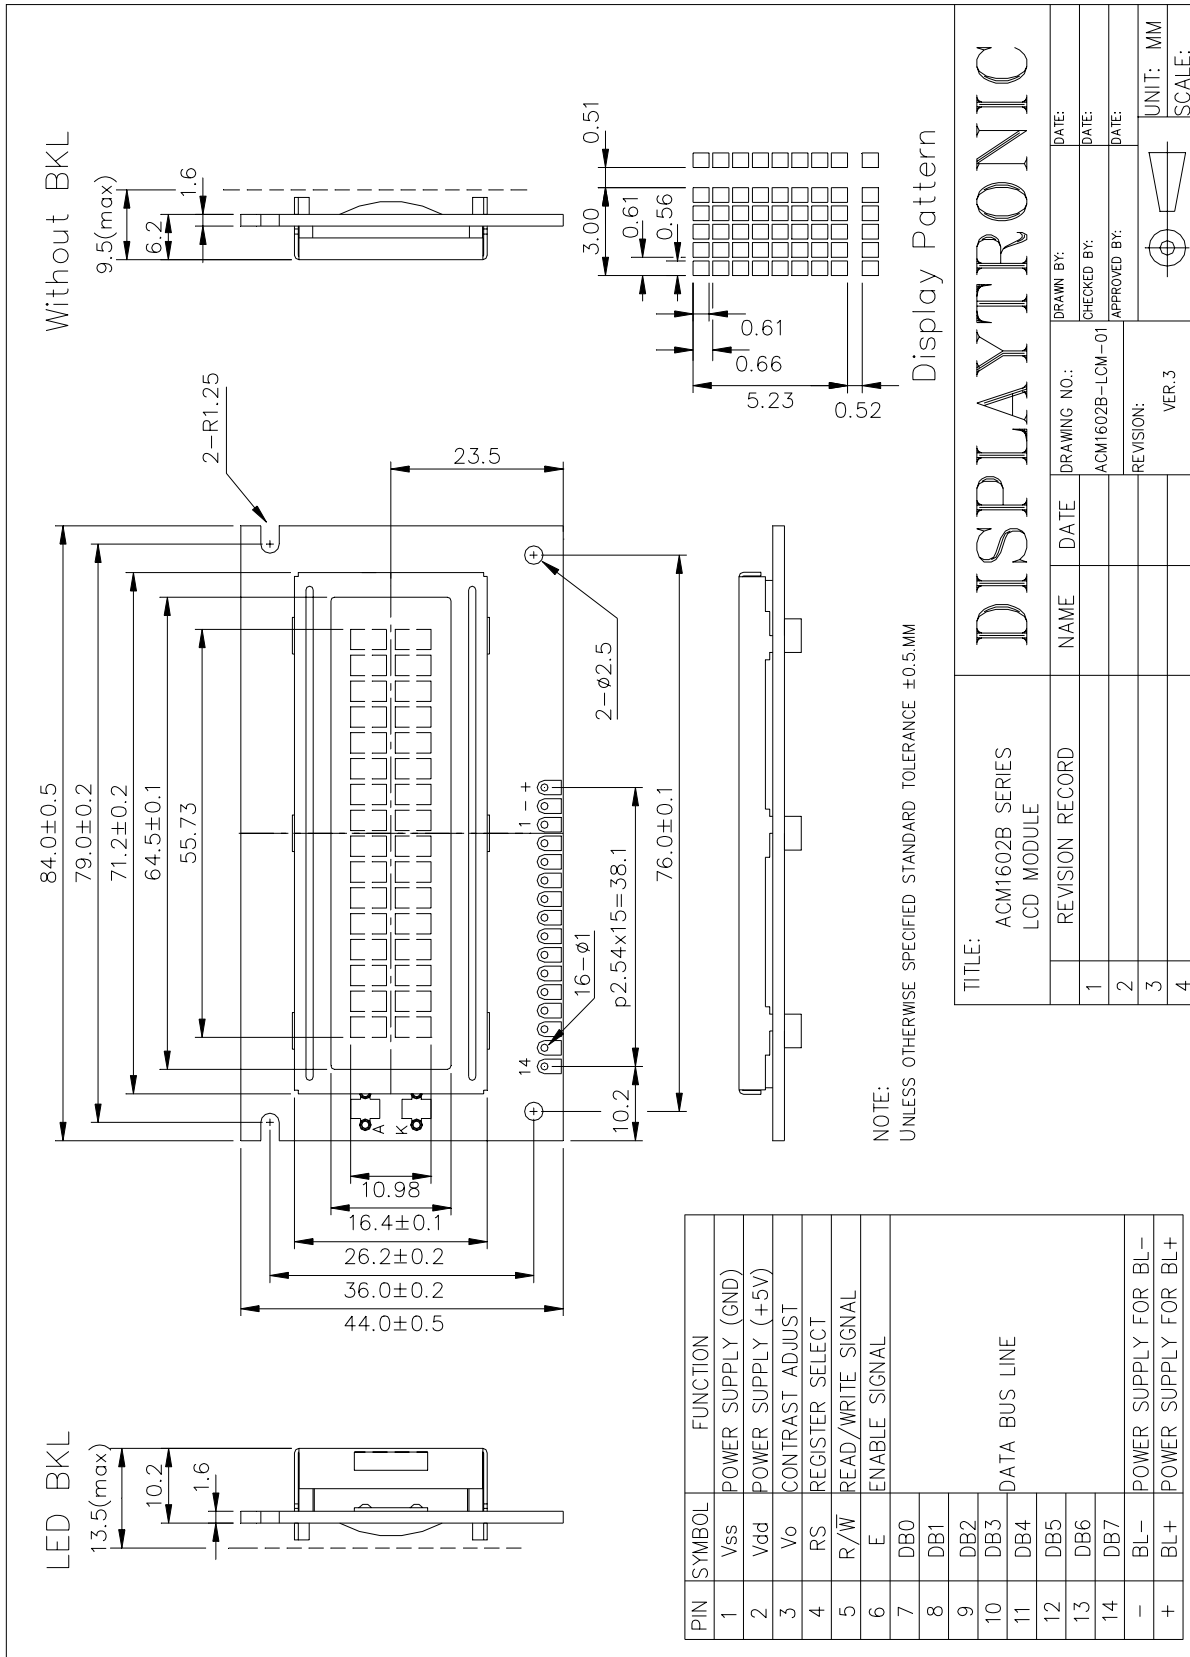 LED BKL
13.5(max)
10.2
1.6
84.0±0.5
79.0±0.2
71.2±0.2
64.5±0.1
55.73
2-R1.25
Without BKL
9.5(max)
6.2
1.6
A
K
10.98
16.4±0.1
26.2±0.2
36.0±0.2
44.0±0.5
14
1 - +
16-ø1
p2.54x15=38.1
10.2
76.0±0.1
2-ø2.5
23.5
0.51
3.00
0.61
0.56
0.61
0.66
5.23
0.52
Display Pattern
PIN SYMBOL FUNCTION
1 Vss POWER SUPPLY (GND)
2 Vdd POWER SUPPLY (+5V)
3 Vo CONTRAST ADJUST
4 RS REGISTER SELECT
5 R/W̅ READ/WRITE SIGNAL
6 E ENABLE SIGNAL
7 DB0
8 DB1
9 DB2
10 DB3
DATA BUS LINE
11 DB4
12 DB5
13 DB6
14 DB7
- BL- POWER SUPPLY FOR BL-
+ BL+ POWER SUPPLY FOR BL+
NOTE:
UNLESS OTHERWISE SPECIFIED STANDARD TOLERANCE ±0.5.MM
TITLE:
ACM1602B SERIES
LCD MODULE
DISPLAYTRONIC
REVISION RECORD NAME DATE
1
2
3
4
DRAWING NO.:
ACM1602B-LCM-01
REVISION:
VER.3
DRAWN BY: DATE:
CHECKED BY: DATE:
APPROVED BY: DATE:
UNIT: MM
SCALE: